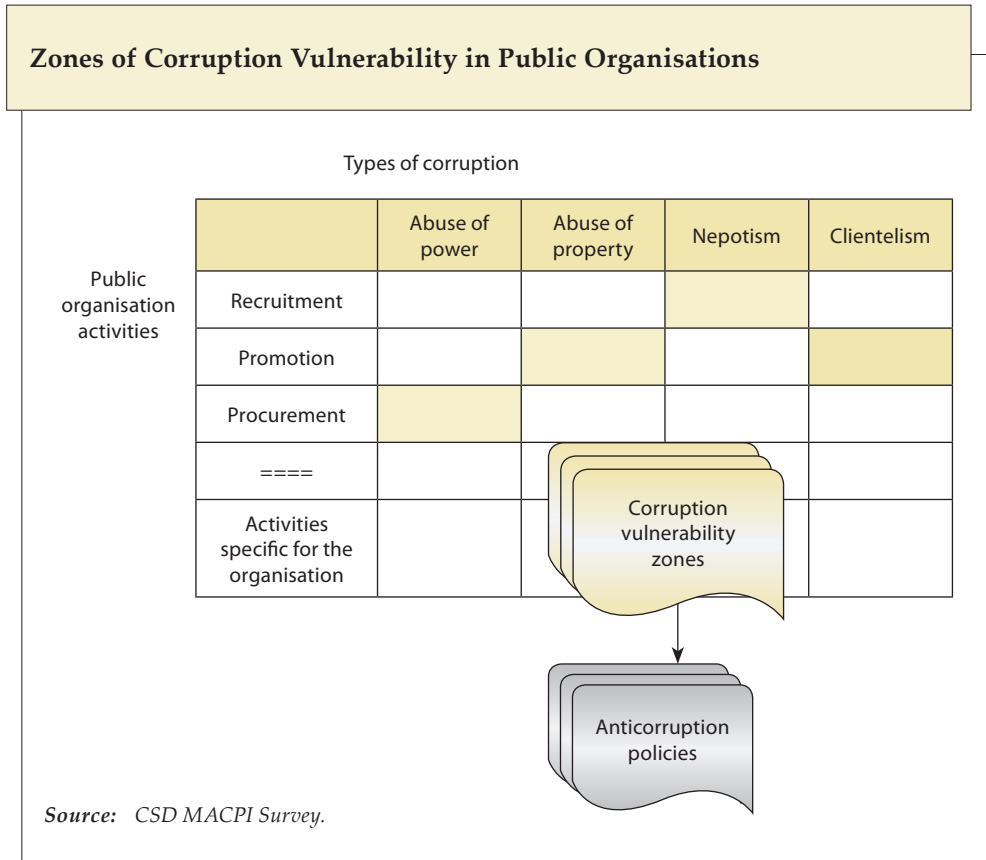 Zones of Corruption Vulnerability in Public Organisations
Types of corruption
Abuse of
power
Abuse of
property
Nepotism
Clientelism
Public
organisation
activities
Recruitment
Promotion
Procurement
====
Activities
specific for the
organisation
Corruption
vulnerability
zones
Anticorruption
policies
Source: CSD MACPI Survey.